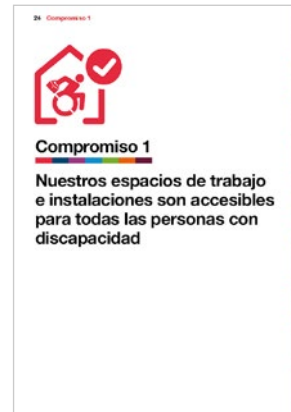 24 Compromiso 1
Compromiso 1
Nuestros espacios de trabajo
e instalaciones son accesibles
para todas las personas con
discapacidad